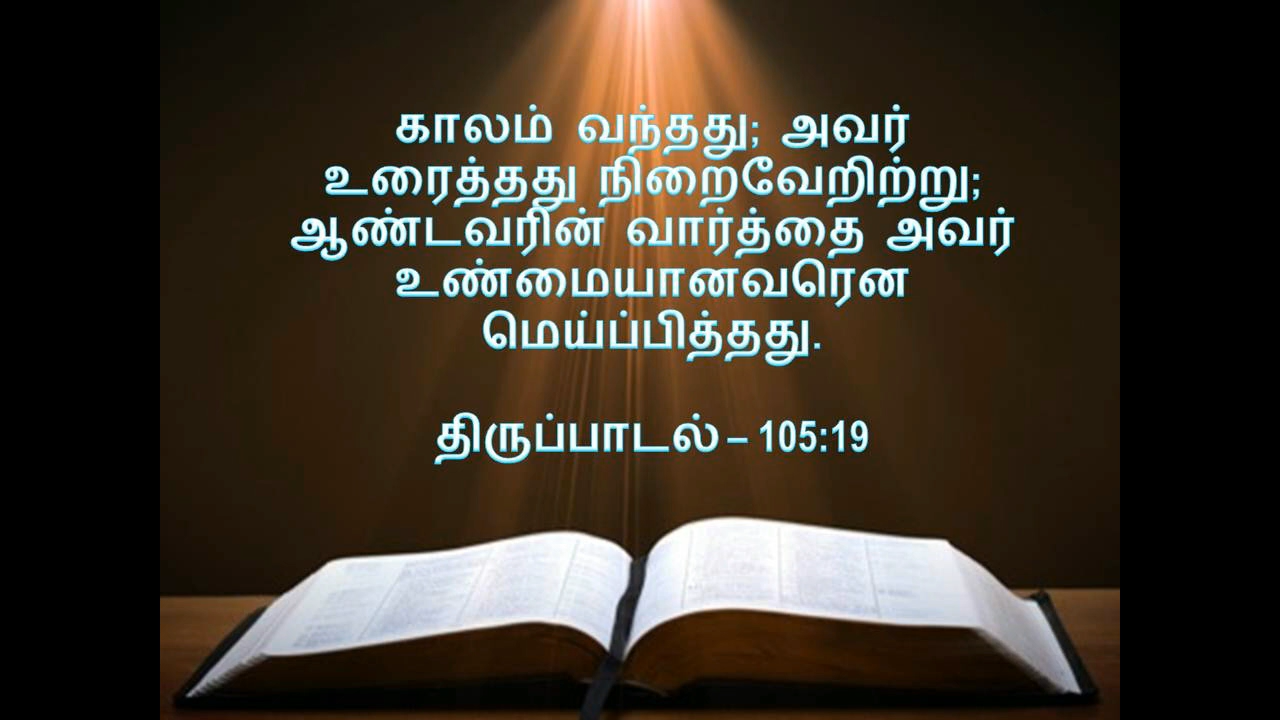 காலம் வந்தது; அவர்
உரைத்தது நிறைவேறிற்று;
ஆண்டவரின் வார்த்தை அவர்
உண்மையானவரென
மெய்ப்பித்தது.
திருப்பாடல் – 105:19